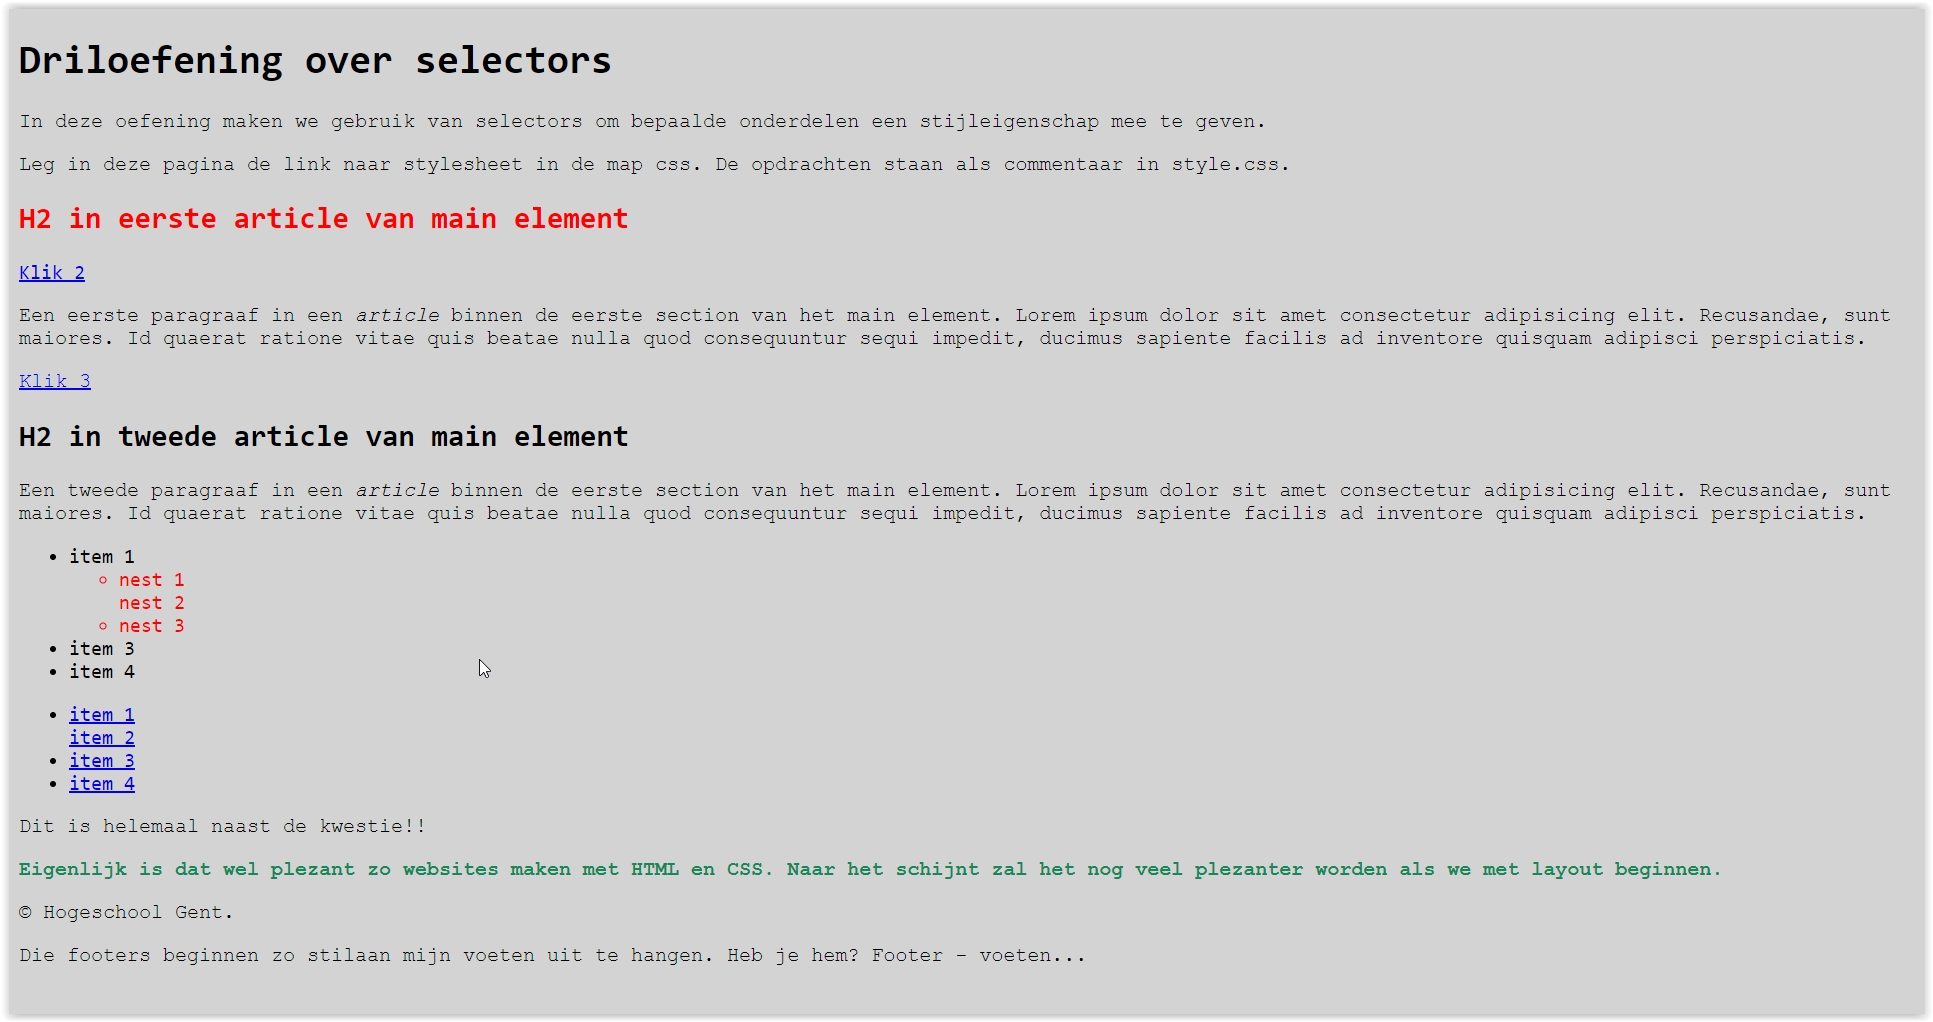 Driloefening over selectors
In deze oefening maken we gebruik van selectors om bepaalde onderdelen een stijleigenschap mee te geven.
Leg in deze pagina de link naar stylesheet in de map css. De opdrachten staan als commentaar in style.css.
H2 in eerste article van main element
Klik 2
Een eerste paragraaf in een article binnen de eerste section van het main element. Lorem ipsum dolor sit amet consectetur adipisicing elit. Recusandae, sunt
maiores. Id quaerat ratione vitae quis beatae nulla quod consequuntur sequi impedit, ducimus sapiente facilis ad inventore quisquam adipisci perspiciatis.
Klik 3
H2 in tweede article van main element
Een tweede paragraaf in een article binnen de eerste section van het main element. Lorem ipsum dolor sit amet consectetur adipisicing elit. Recusandae, sunt
maiores. Id quaerat ratione vitae quis beatae nulla quod consequuntur sequi impedit, ducimus sapiente facilis ad inventore quisquam adipisci perspiciatis.
item 1
nest 1
nest 2
nest 3
item 3
item 4
item 1
item 2
item 3
item 4
Dit is helemaal naast de kwestie!!
Eigenlijk is dat wel plezant zo websites maken met HTML en CSS. Naar het schijnt zal het nog veel plezanter worden als we met layout beginnen.
© Hogeschool Gent.
Die footers beginnen zo stilaan mijn voeten uit te hangen. Heb je hem? Footer - voeten...